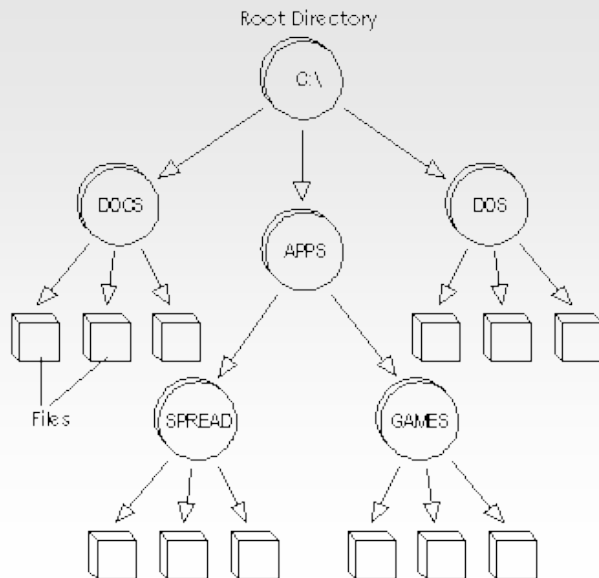 Root Directory
C:\
DOCS
DOS
APPS
Files
SPREAD
GAMES